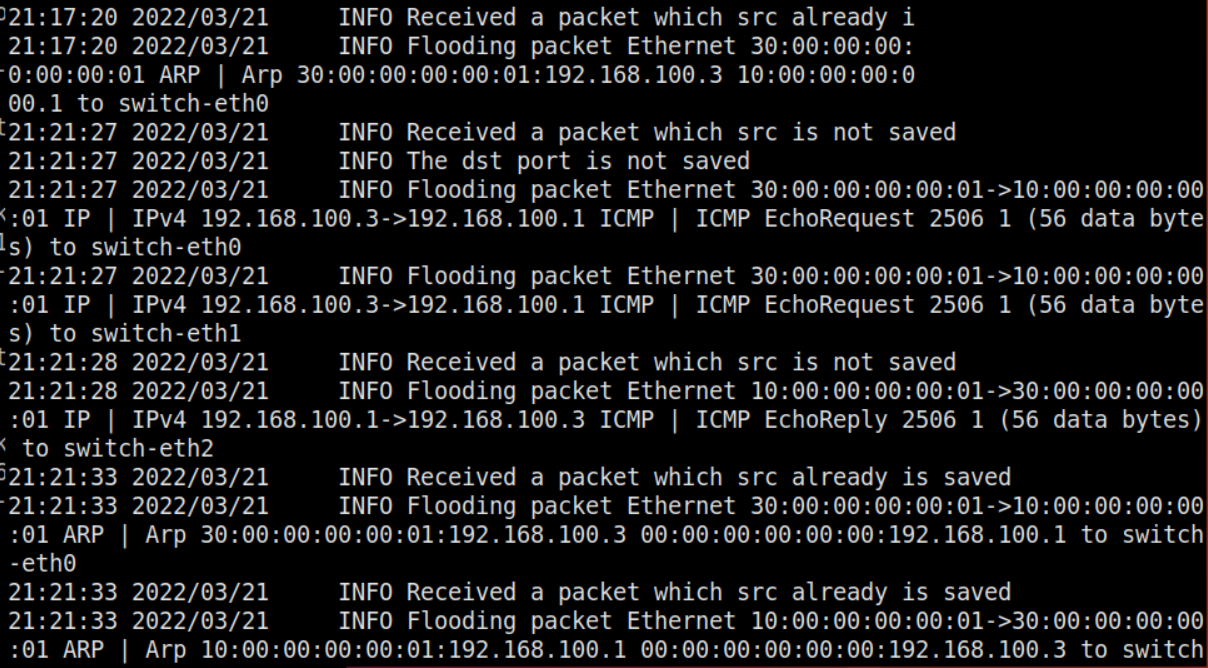 21:17:20 2022/03/21     INFO Received a packet which src already i
21:17:20 2022/03/21     INFO Flooding packet Ethernet 30:00:00:00:
0:00:00:01 ARP | Arp 30:00:00:00:00:01:192.168.100.3 10:00:00:00:0
00.1 to switch-eth0
21:21:27 2022/03/21     INFO Received a packet which src is not saved
21:21:27 2022/03/21     INFO The dst port is not saved
21:21:27 2022/03/21     INFO Flooding packet Ethernet 30:00:00:00:00:01->10:00:00:00:00
:01 IP | IPv4 192.168.100.3->192.168.100.1 ICMP | ICMP EchoRequest 2506 1 (56 data byte
s) to switch-eth0
21:21:27 2022/03/21     INFO Flooding packet Ethernet 30:00:00:00:00:01->10:00:00:00:00
:01 IP | IPv4 192.168.100.3->192.168.100.1 ICMP | ICMP EchoRequest 2506 1 (56 data byte
s) to switch-eth1
21:21:28 2022/03/21     INFO Received a packet which src is not saved
21:21:28 2022/03/21     INFO Flooding packet Ethernet 10:00:00:00:00:01->30:00:00:00:00
:01 IP | IPv4 192.168.100.1->192.168.100.3 ICMP | ICMP EchoReply 2506 1 (56 data bytes)
 to switch-eth2
21:21:33 2022/03/21     INFO Received a packet which src already is saved
21:21:33 2022/03/21     INFO Flooding packet Ethernet 30:00:00:00:00:01->10:00:00:00:00
:01 ARP | Arp 30:00:00:00:00:01:192.168.100.3 00:00:00:00:00:00:192.168.100.1 to switch
-eth0
21:21:33 2022/03/21     INFO Received a packet which src already is saved
21:21:33 2022/03/21     INFO Flooding packet Ethernet 10:00:00:00:00:01->30:00:00:00:00
:01 ARP | Arp 10:00:00:00:00:01:192.168.100.1 00:00:00:00:00:00:192.168.100.3 to switch